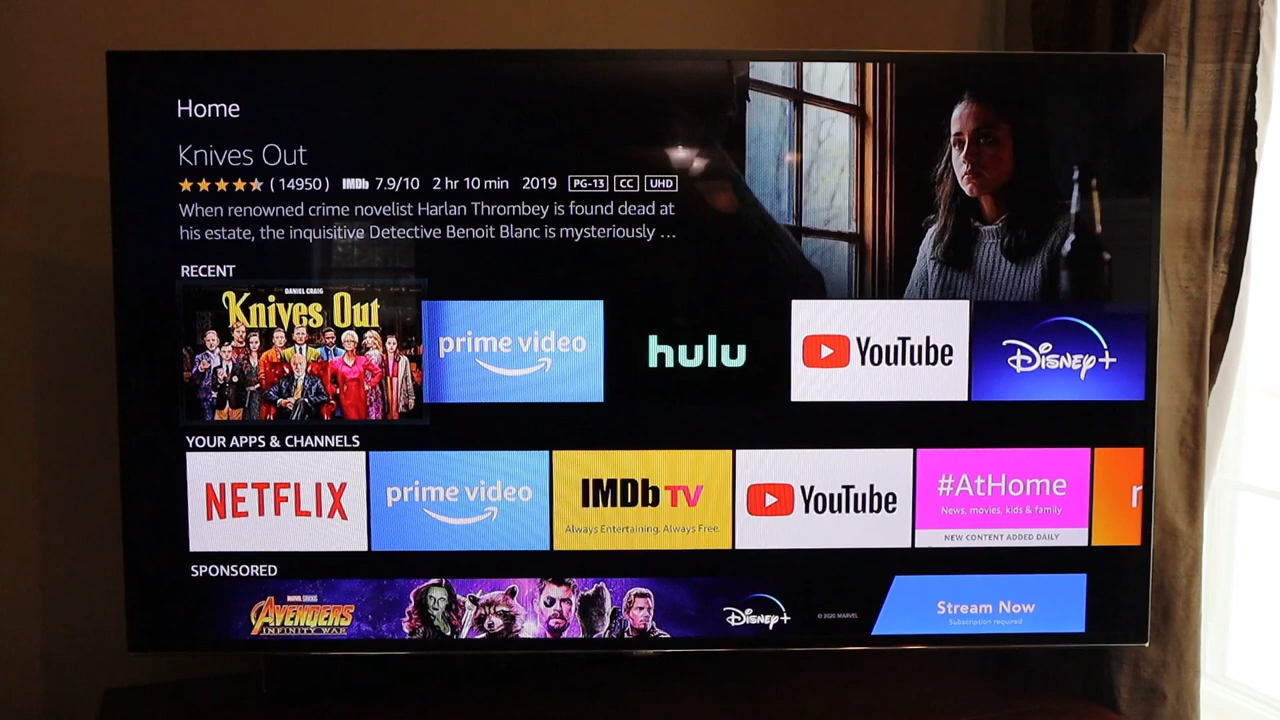 Home
Knives Out
( 14950 ) IMDb 7.9/10 2 hr 10 min 2019 PG-13 CC UHD
When renowned crime novelist Harlan Thrombey is found dead at
his estate, the inquisitive Detective Benoit Blanc is mysteriously ...
RECENT
DANIEL CRAIG
Knives Out
prime video
hulu
YouTube
Disney+
YOUR APPS & CHANNELS
NETFLIX
prime video
IMDb TV
Always Entertaining. Always Free.
YouTube
#AtHome
News, movies, kids & family
NEW CONTENT ADDED DAILY
SPONSORED
MARVEL STUDIOS
AVENGERS
INFINITY WAR
Disney+
© 2020 MARVEL
Stream Now
Subscription required